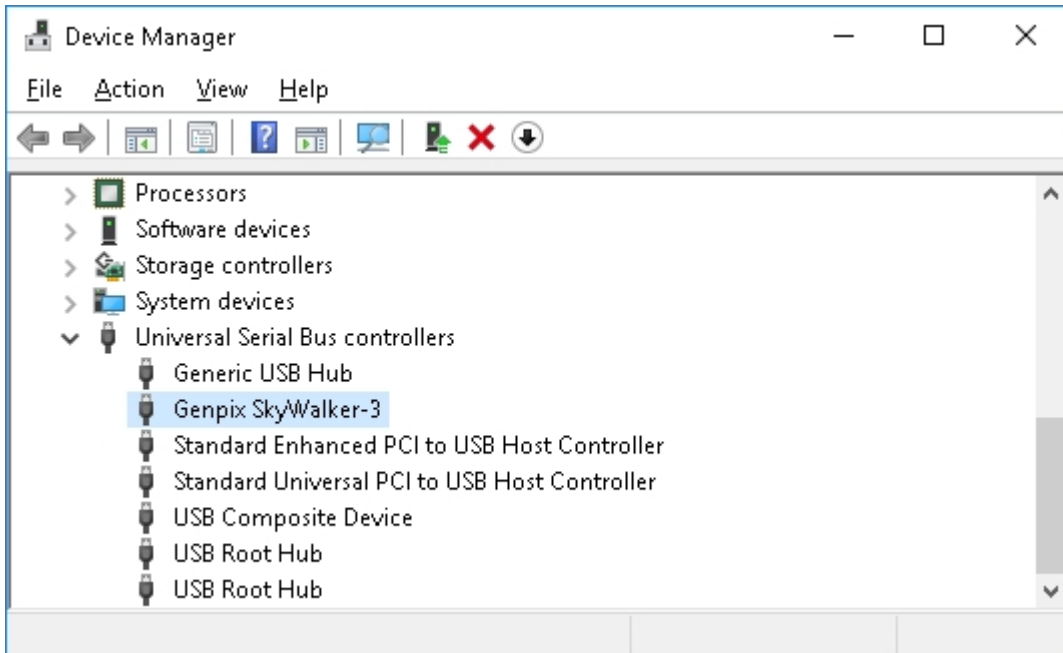 Device Manager
File Action View Help
Processors
Software devices
Storage controllers
System devices
Universal Serial Bus controllers
Generic USB Hub
Genpix SkyWalker-3
Standard Enhanced PCI to USB Host Controller
Standard Universal PCI to USB Host Controller
USB Composite Device
USB Root Hub
USB Root Hub